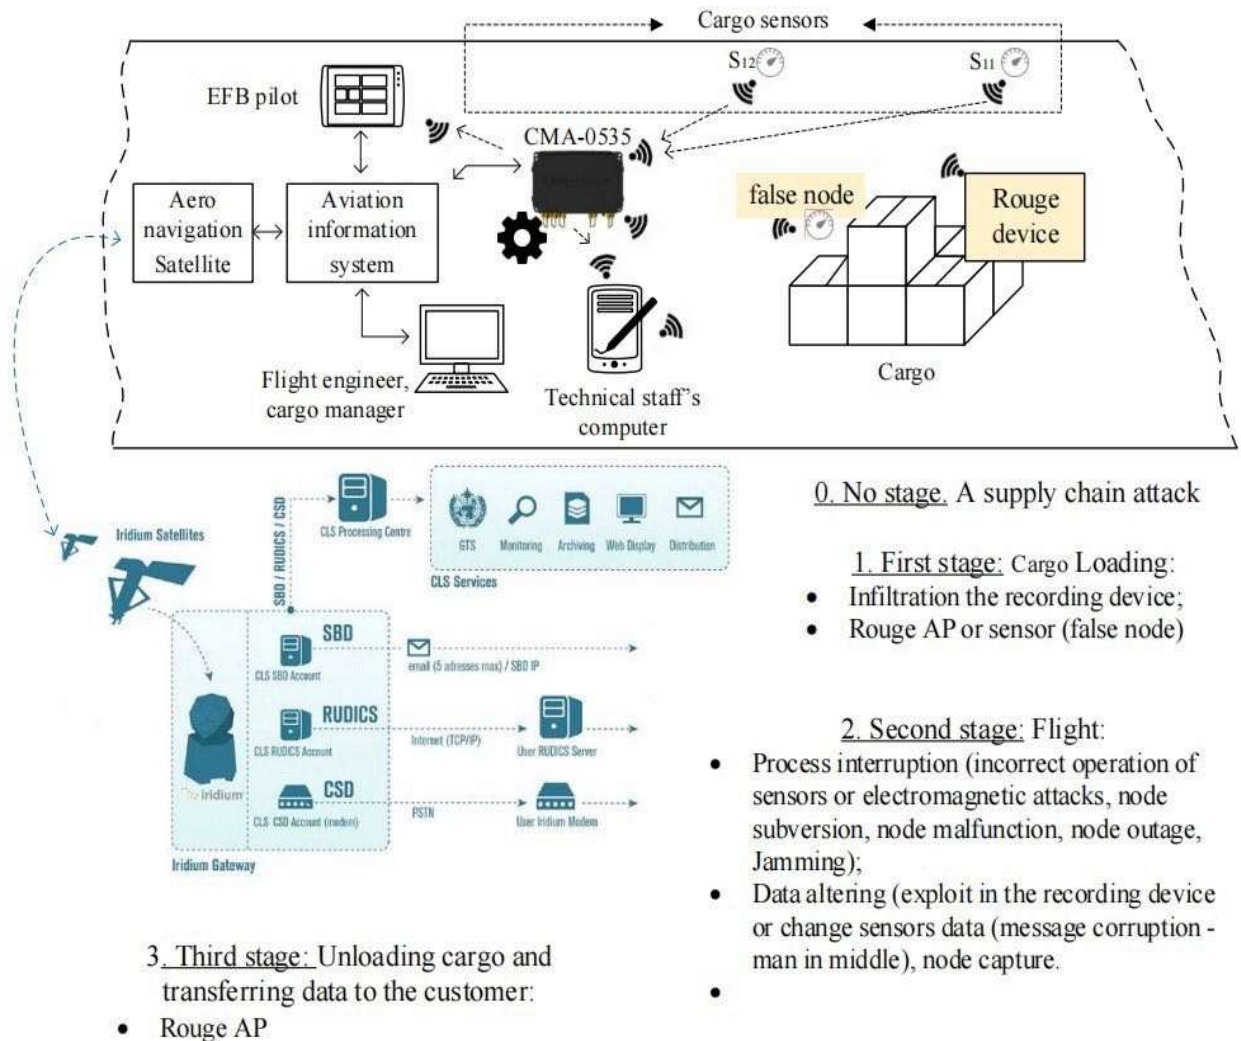 Cargo sensors
S12
S11
EFB pilot
CMA-0535
Aero
navigation
Satellite
Aviation
information
system
false node
Rouge
device
Flight engineer,
cargo manager
Technical staff's
computer
Cargo
Iridium Satellites
SBD / RUDICS / CSD
CLS Processing Centre
GTS
Monitoring
Archiving
Web Display
Distribution
CLS Services
SBD
CLS SBD Account
email (5 adresses max) / SBD IP
RUDICS
CLS RUDICS Account
Internet (TCP/IP)
User RUDICS Server
iridium
CSD
CLS CSD Account (modem)
PSTN
User Iridium Modem
Iridium Gateway
0. No stage. A supply chain attack
1. First stage: Cargo Loading:
• Infiltration the recording device;
• Rouge AP or sensor (false node)
2. Second stage: Flight:
• Process interruption (incorrect operation of
sensors or electromagnetic attacks, node
subversion, node malfunction, node outage,
Jamming);
• Data altering (exploit in the recording device
or change sensors data (message corruption -
man in middle), node capture.
•
3. Third stage: Unloading cargo and
transferring data to the customer:
• Rouge AP